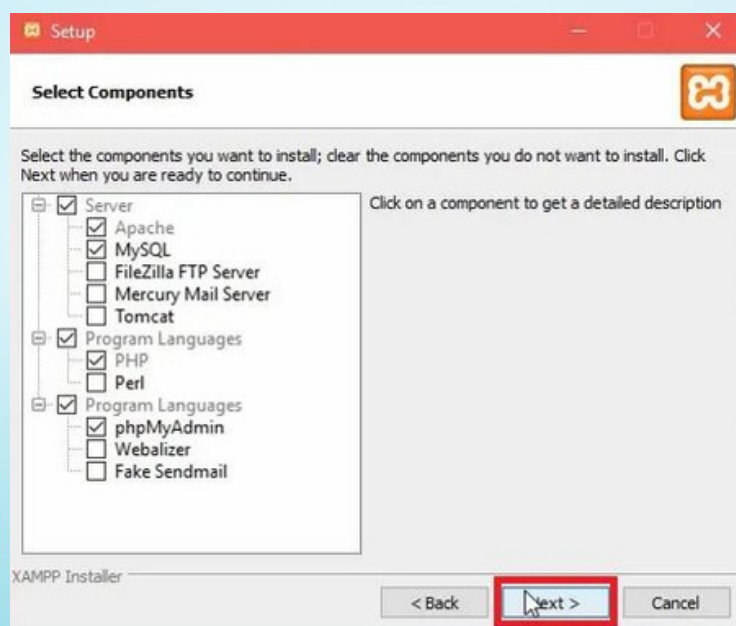 Setup
Select Components
Select the components you want to install; clear the components you do not want to install. Click
Next when you are ready to continue.
Server
Apache
MySQL
FileZilla FTP Server
Mercury Mail Server
Tomcat
Program Languages
PHP
Perl
Program Languages
phpMyAdmin
Webalizer
Fake Sendmail
Click on a component to get a detailed description
XAMPP Installer
< Back
Next >
Cancel